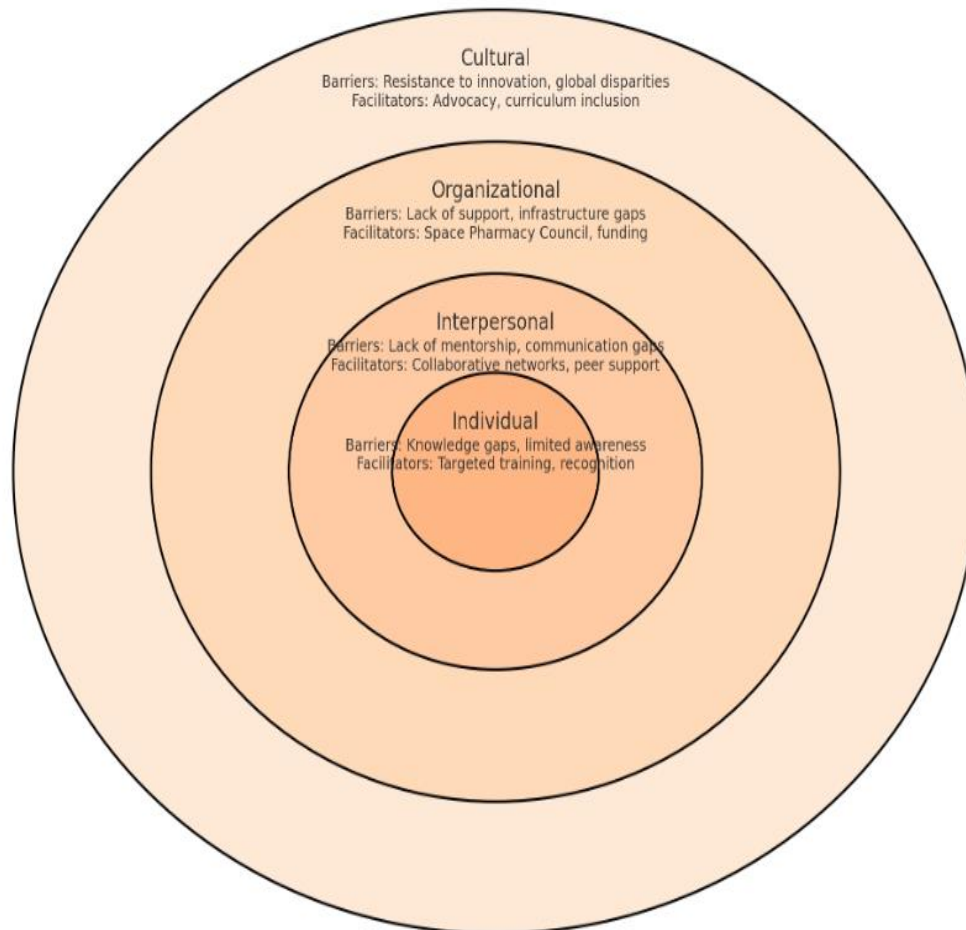 Cultural
Barriers: Resistance to innovation, global disparities
Facilitators: Advocacy, curriculum inclusion
Organizational
Barriers: Lack of support, infrastructure gaps
Facilitators: Space Pharmacy Council, funding
Interpersonal
Barriers: Lack of mentorship, communication gaps
Facilitators: Collaborative networks, peer support
Individual
Barriers: Knowledge gaps, limited awareness
Facilitators: Targeted training, recognition